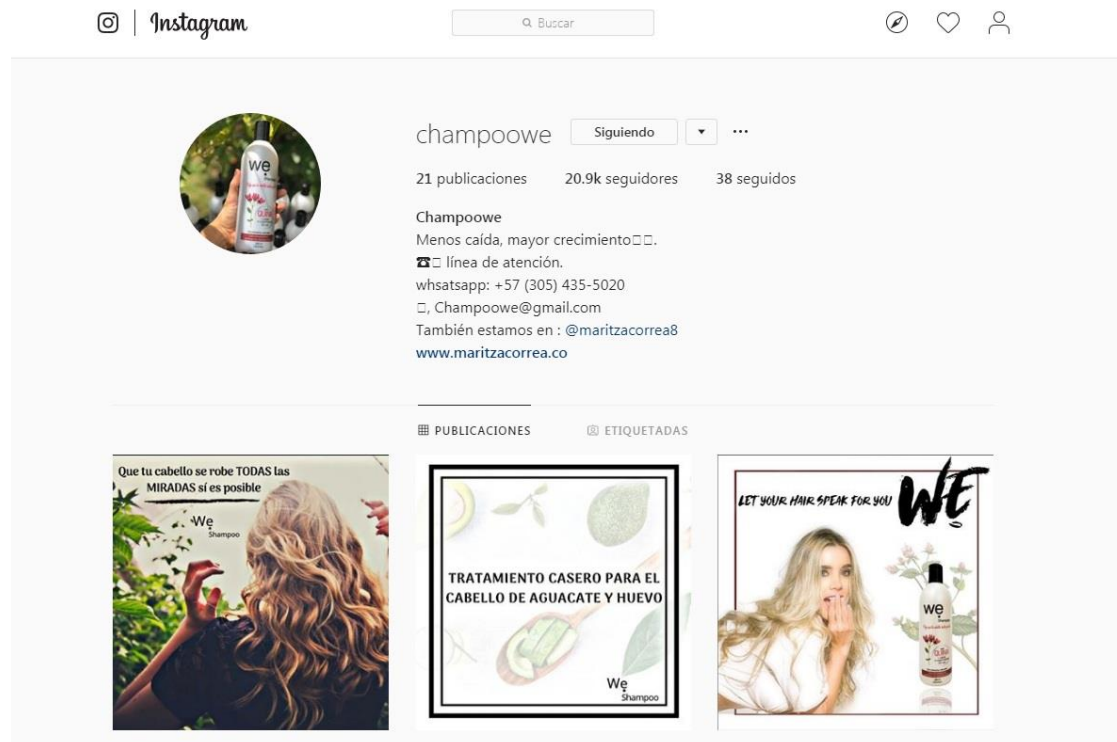 Instagram
Buscar
champoowe Siguiendo
21 publicaciones 20.9k seguidores 38 seguidos
Champoowe
Menos caída, mayor crecimiento□□.
☎□ línea de atención.
whsatsapp: +57 (305) 435-5020
□, Champoowe@gmail.com
También estamos en : @maritzacorrea8
www.maritzacorrea.co
PUBLICACIONES ETIQUETADAS
Que tu cabello se robe TODAS las
MIRADAS sí es posible
We
Shampoo
TRATAMIENTO CASERO PARA EL
CABELLO DE AGUACATE Y HUEVO
We
Shampoo
LET YOUR HAIR SPEAK FOR YOU WE
we
we